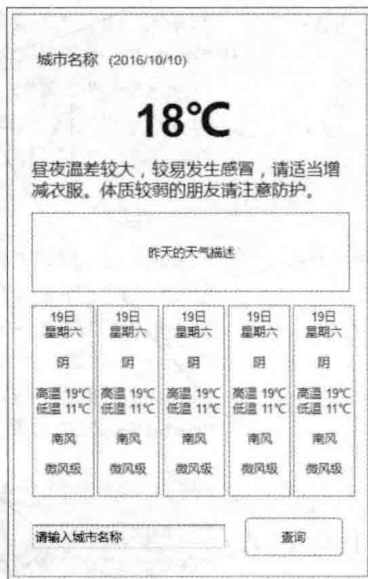 城市名称 (2016/10/10)
18℃
昼夜温差较大，较易发生感冒，请适当增
减衣服。体质较弱的朋友请注意防护。
昨天的天气描述
19日 19日 19日 19日 19日
星期六 星期六 星期六 星期六 星期六
阴 阴 阴 阴 阴
高温 19℃ 高温 19℃ 高温 19℃ 高温 19℃ 高温 19℃
低温 11℃ 低温 11℃ 低温 11℃ 低温 11℃ 低温 11℃
南风 南风 南风 南风 南风
微风级 微风级 微风级 微风级 微风级
请输入城市名称 查询